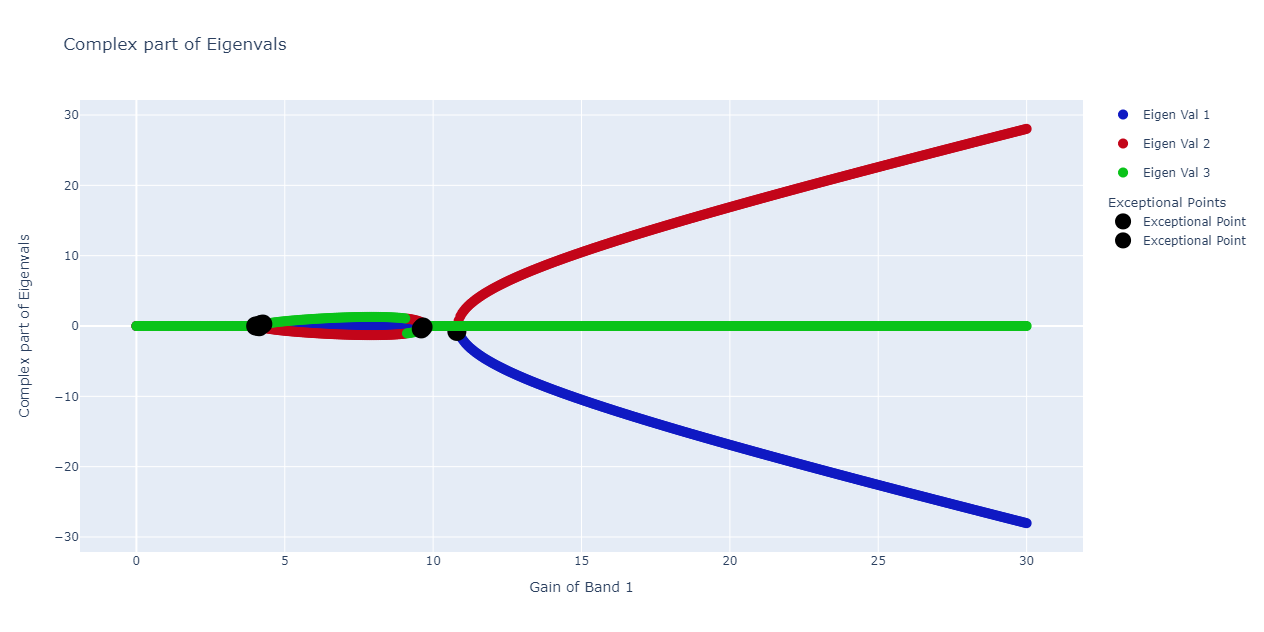 Complex part of Eigenvals
Complex part of Eigenvals
30
20
10
0
−10
−20
−30
0
5
10
15
20
25
30
Gain of Band 1
Eigen Val 1
Eigen Val 2
Eigen Val 3
Exceptional Points
Exceptional Point
Exceptional Point